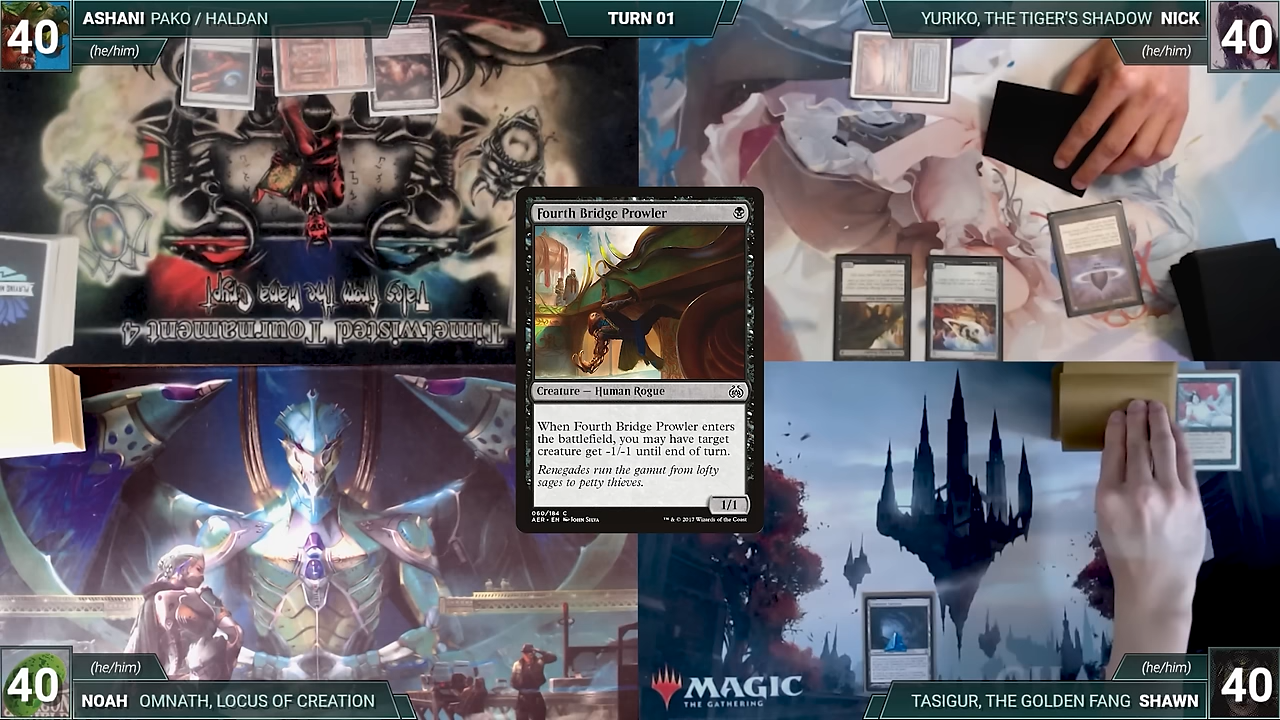 40
ASHANI PAKO / HALDAN
(he/him)
TURN 01
YURIKO, THE TIGER'S SHADOW NICK
(he/him)
40
Timetwisted Tournament 4
Tales from The Mana Crypt
Fourth Bridge Prowler
Creature — Human Rogue
When Fourth Bridge Prowler enters
the battlefield, you may have target
creature get -1/-1 until end of turn.
Renegades run the gamut from lofty
sages to petty thieves.
1/1
060/184 C
AER • EN John Silva
™ & © 2017 Wizards of the Coast
40
(he/him)
NOAH OMNATH, LOCUS OF CREATION
MAGIC
THE GATHERING
(he/him)
TASIGUR, THE GOLDEN FANG SHAWN
40